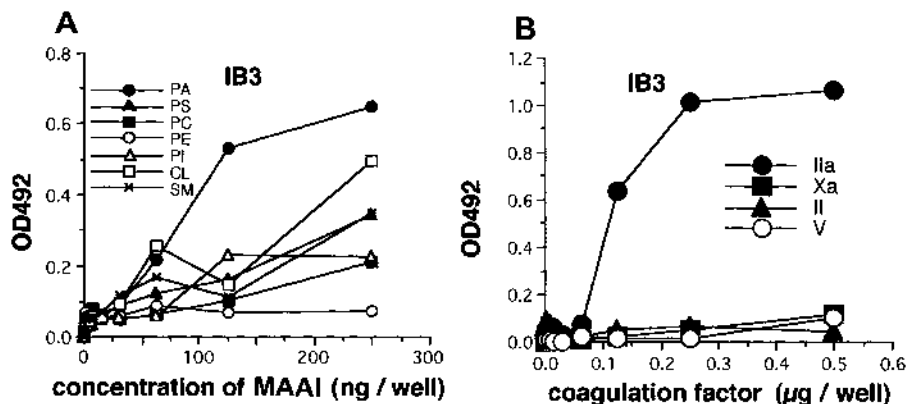 A
IB3
OD492
0.8
0.6
0.4
0.2
0.0
PA
PS
PC
PE
PI
CL
SM
0
50
100
150
200
250
300
concentration of MAAI (ng / well)
B
IB3
OD492
1.2
1.0
0.8
0.6
0.4
0.2
0.0
IIa
Xa
II
V
0.0
0.1
0.2
0.3
0.4
0.5
0.6
coagulation factor (µg / well)